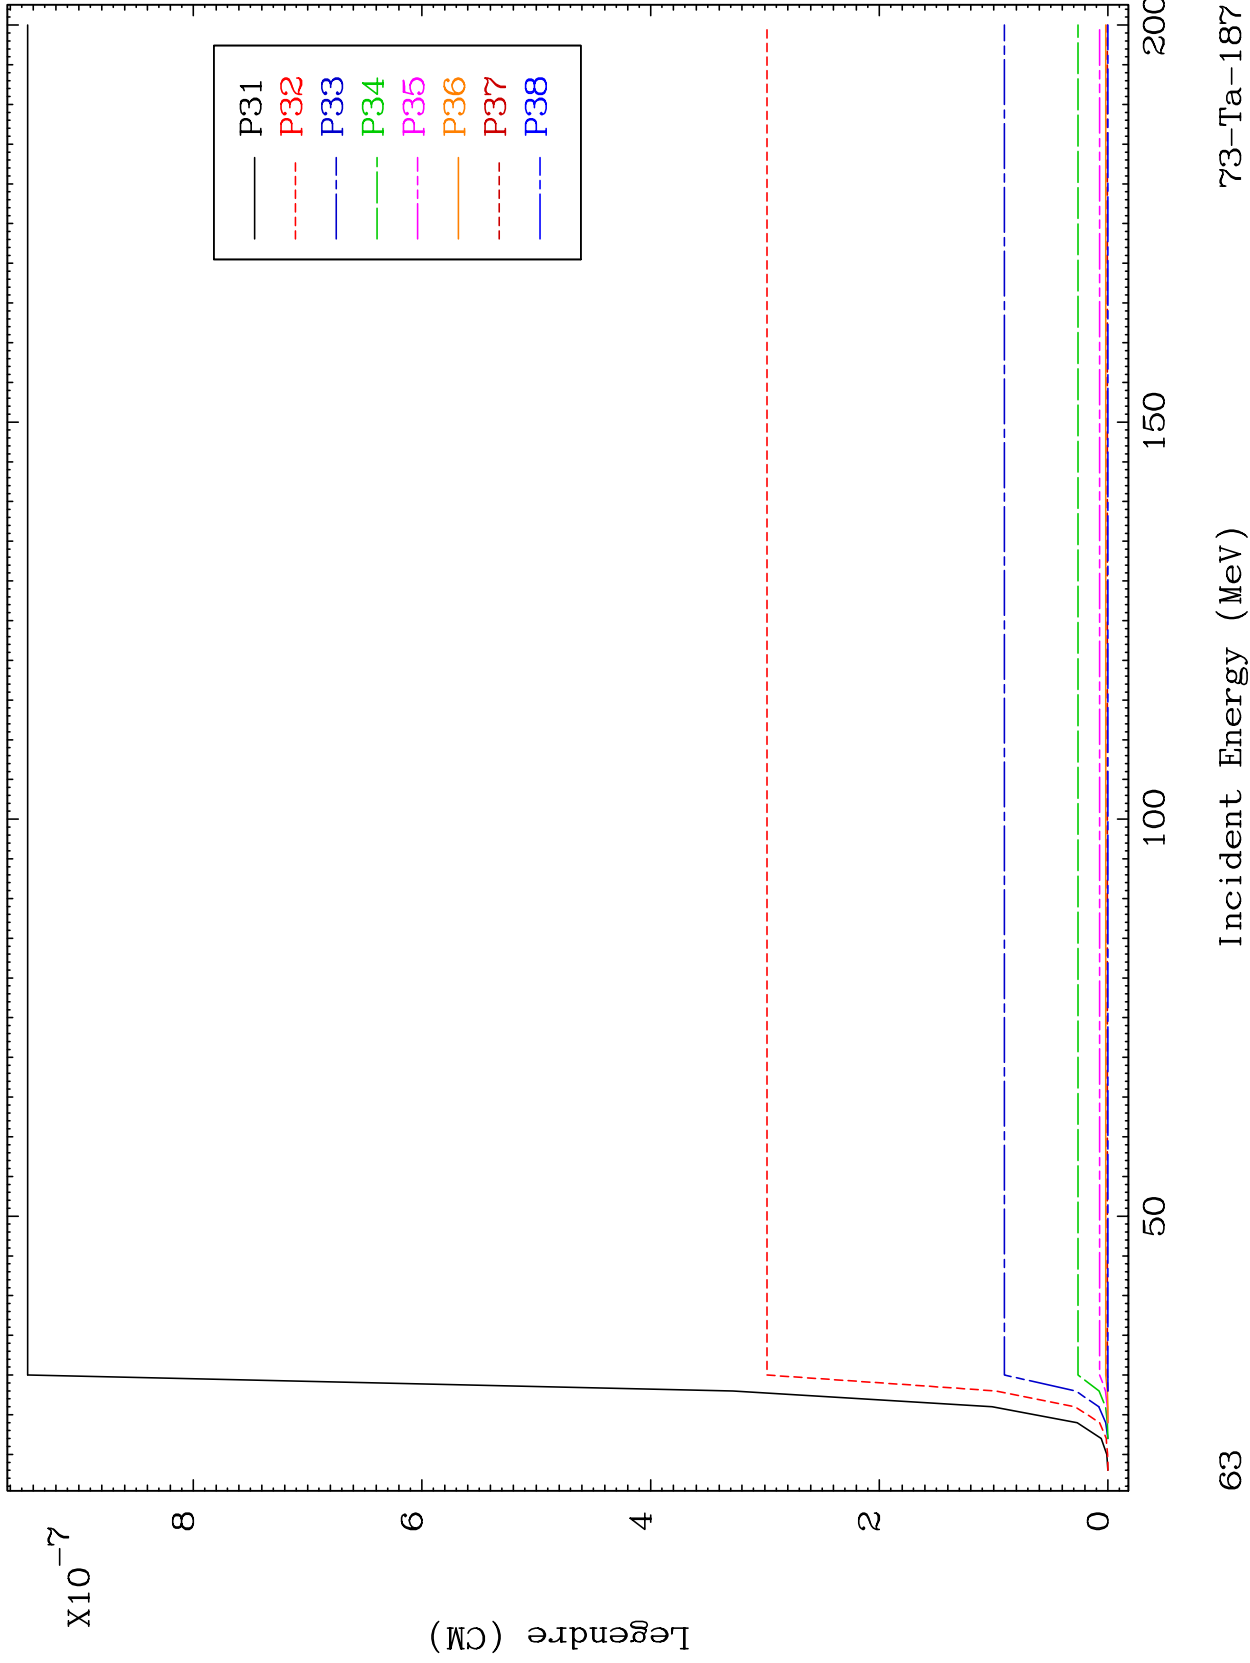 X10-7
Legendre (CM)
8
6
4
2
0
P31
P32
P33
P34
P35
P36
P37
P38
50
100
150
200
63
Incident Energy (MeV)
73-Ta-187